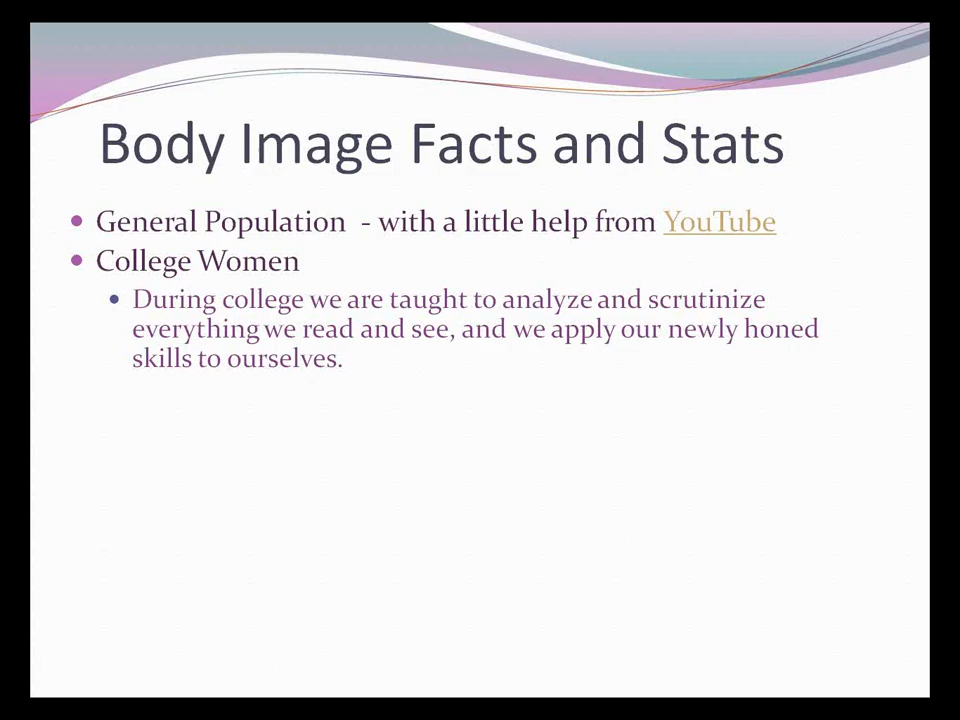 Body Image Facts and Stats
General Population - with a little help from YouTube
College Women
During college we are taught to analyze and scrutinize
everything we read and see, and we apply our newly honed
skills to ourselves.